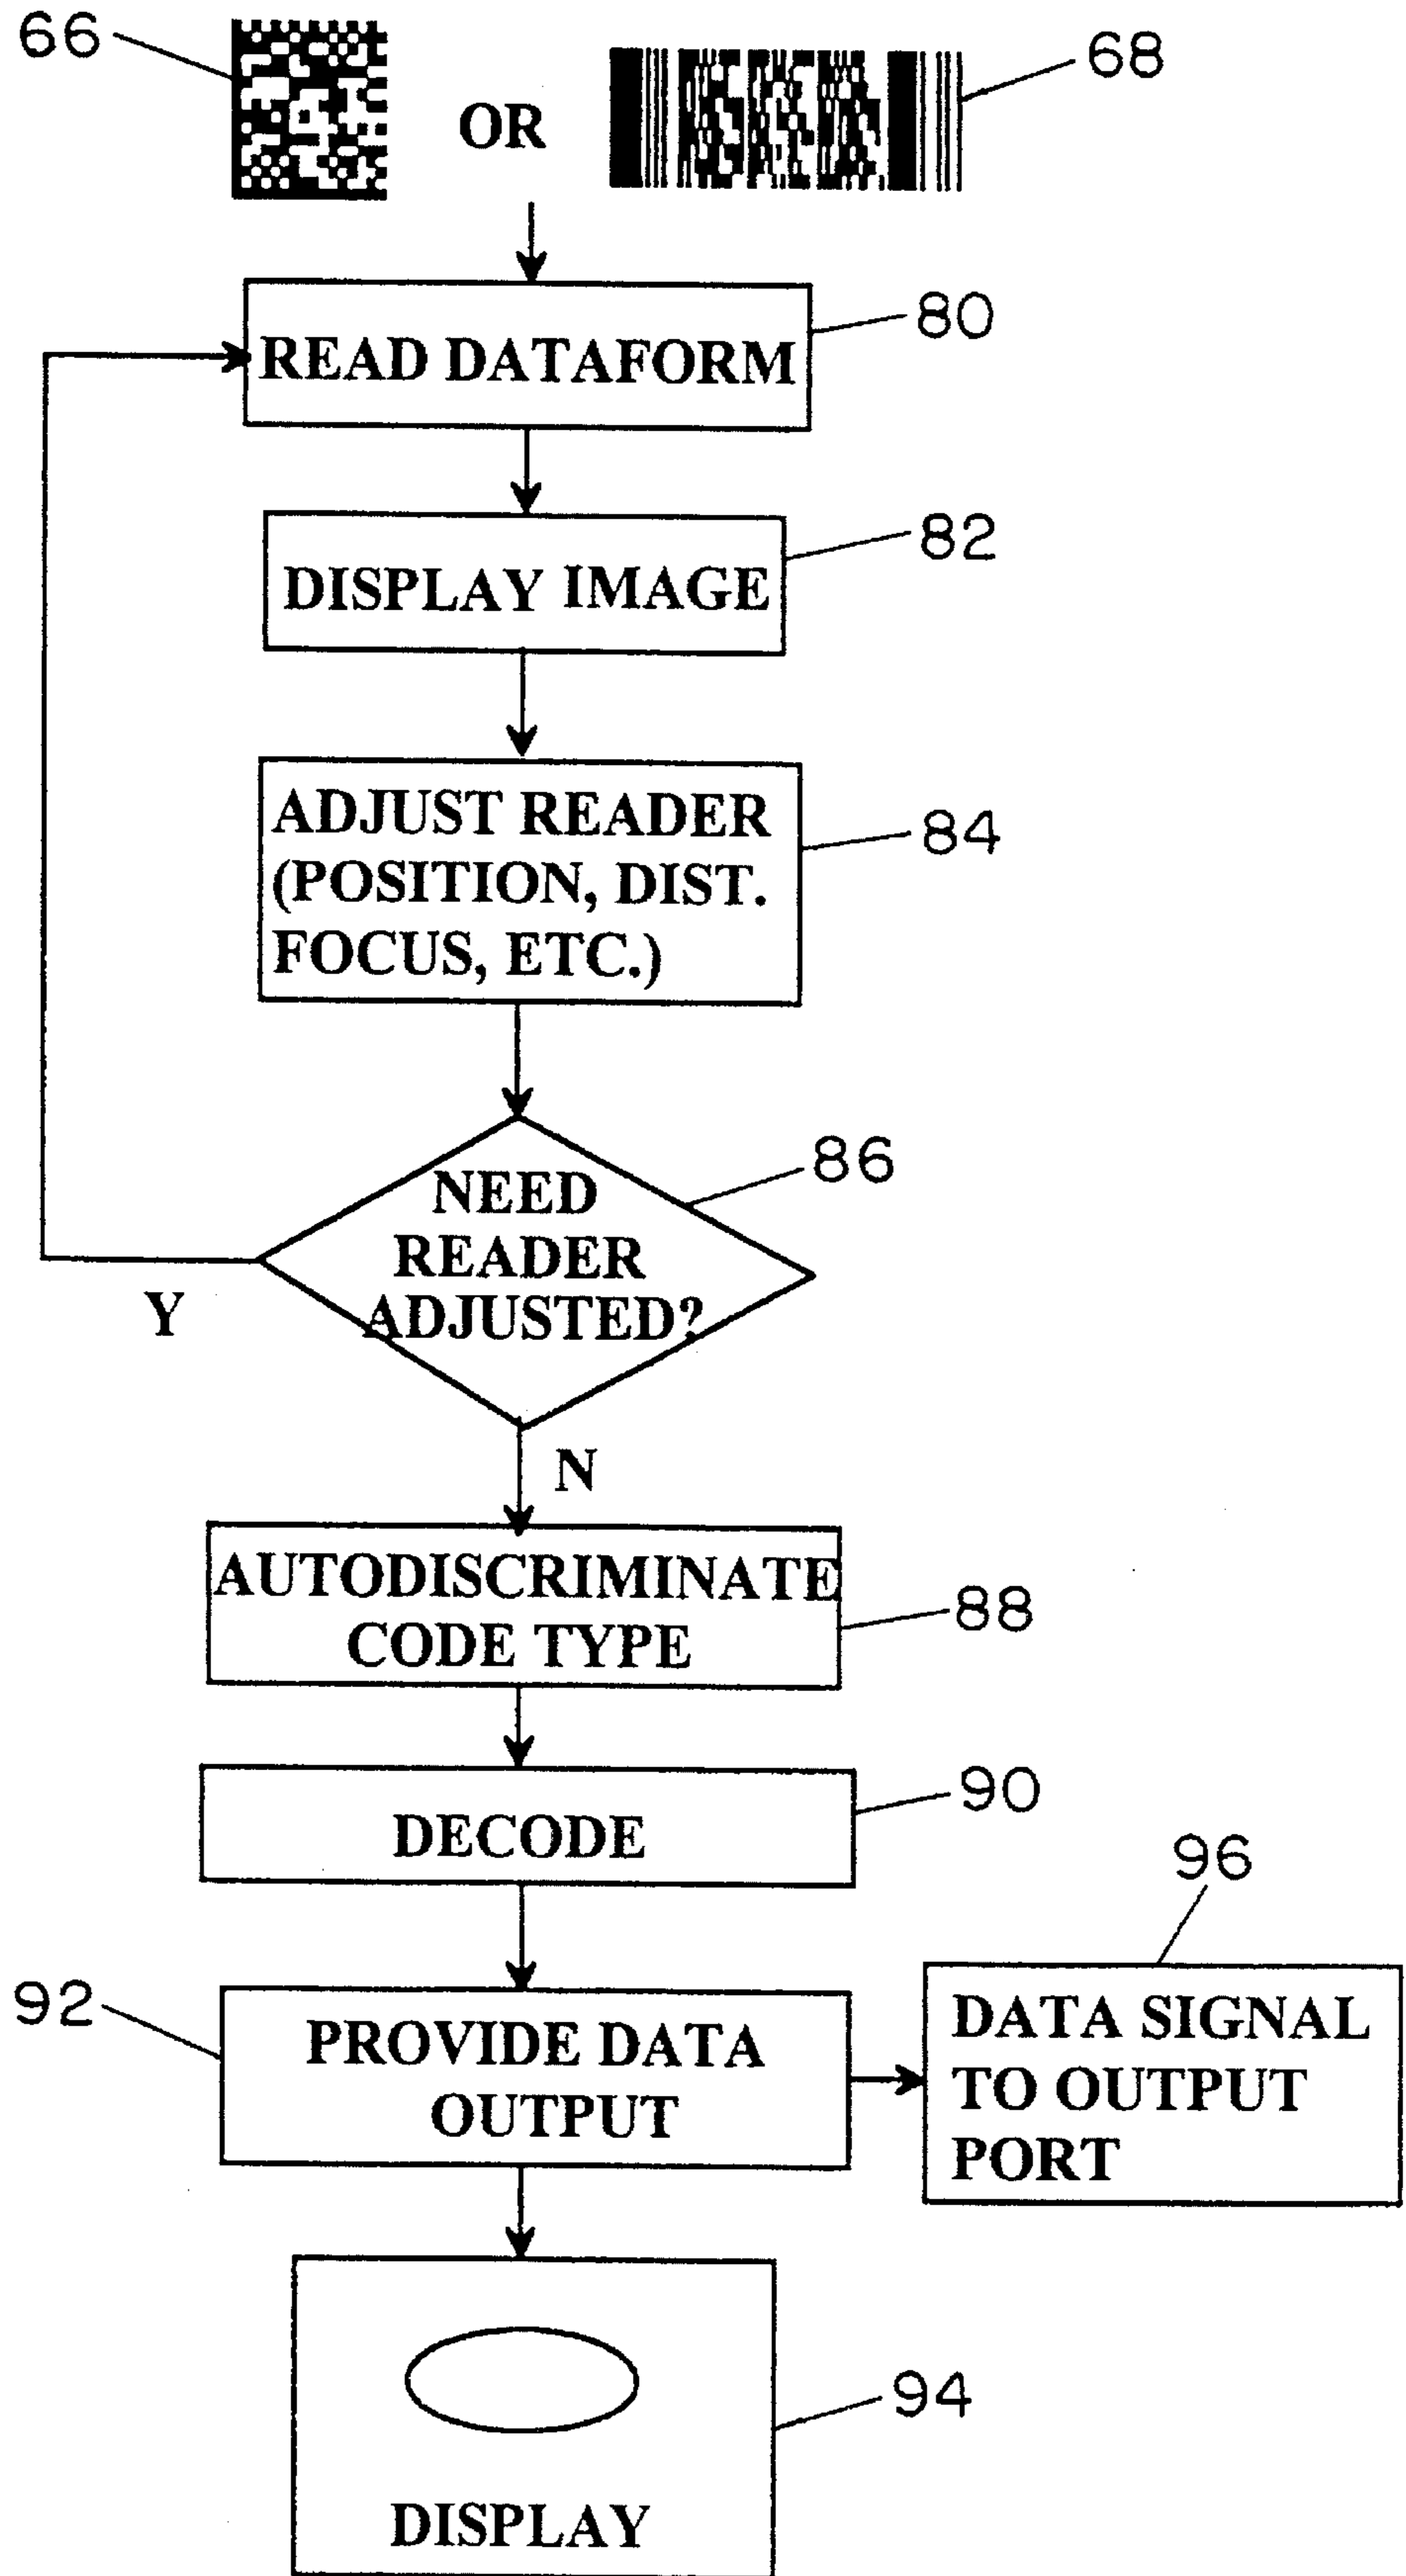 66
OR
68
80
READ DATAFORM
82
DISPLAY IMAGE
ADJUST READER
84
(POSITION, DIST.
FOCUS, ETC.)
86
NEED
READER
ADJUSTED?
Y
N
AUTODISCRIMINATE
88
CODE TYPE
90
DECODE
96
92
PROVIDE DATA
OUTPUT
DATA SIGNAL
TO OUTPUT
PORT
94
DISPLAY